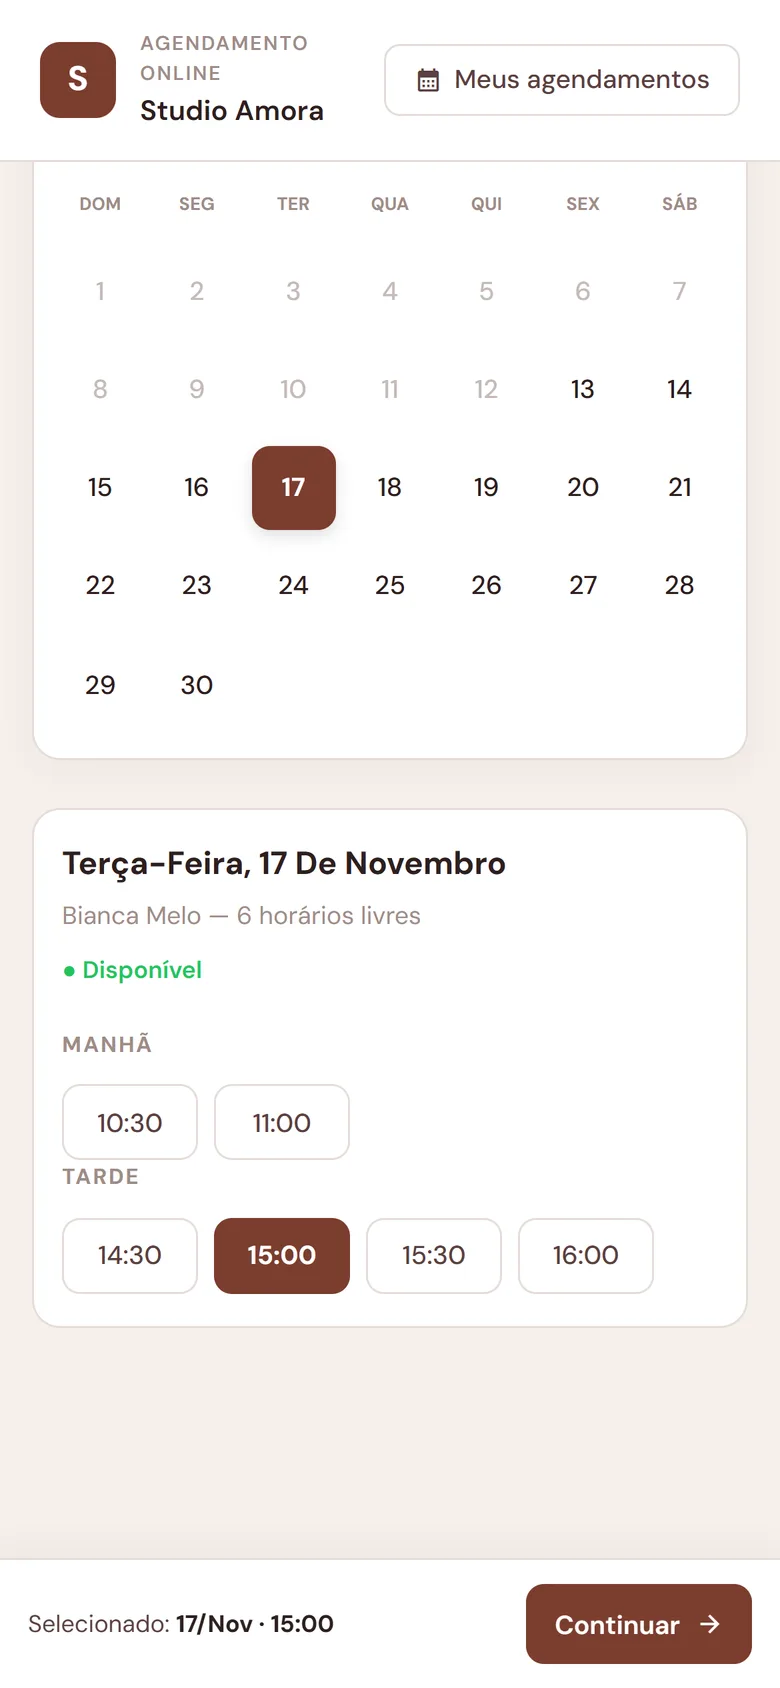 S
AGENDAMENTO
ONLINE
Studio Amora
Meus agendamentos
DOM SEG TER QUA QUI SEX SÁB
1 2 3 4 5 6 7
8 9 10 11 12 13 14
15 16 17 18 19 20 21
22 23 24 25 26 27 28
29 30
Terça-Feira, 17 De Novembro
Bianca Melo — 6 horários livres
• Disponível
MANHÃ
10:30 11:00
TARDE
14:30 15:00 15:30 16:00
Selecionado: 17/Nov · 15:00
Continuar →